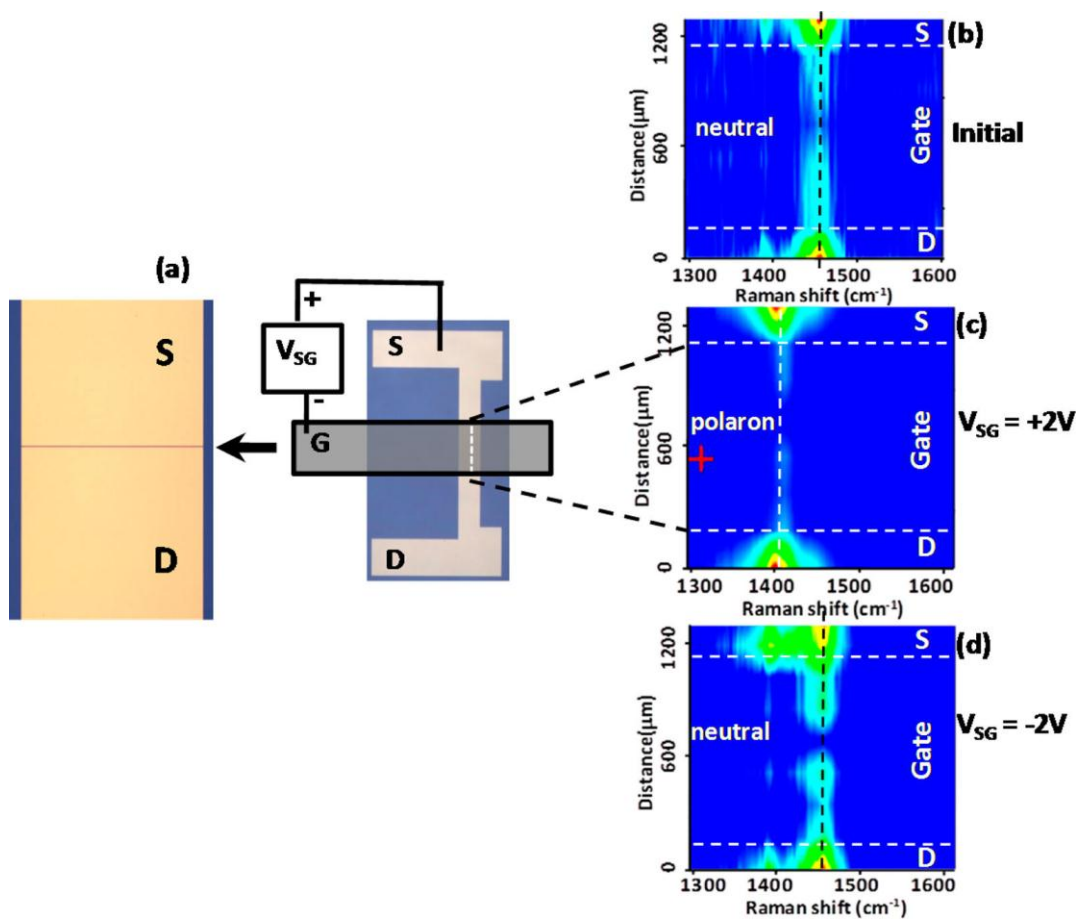 (a)
S
D
+
V_SG
-
G
S
D
(b)
1200
600
0
Distance(μm)
neutral
S
Gate
D
Initial
1300 1400 1500 1600
Raman shift (cm⁻¹)
(c)
1200
600
0
Distance(μm)
polaron
S
Gate
D
V_SG = +2V
1300 1400 1500 1600
Raman shift (cm⁻¹)
(d)
1200
600
0
Distance(μm)
neutral
S
Gate
D
V_SG = -2V
1300 1400 1500 1600
Raman shift (cm⁻¹)